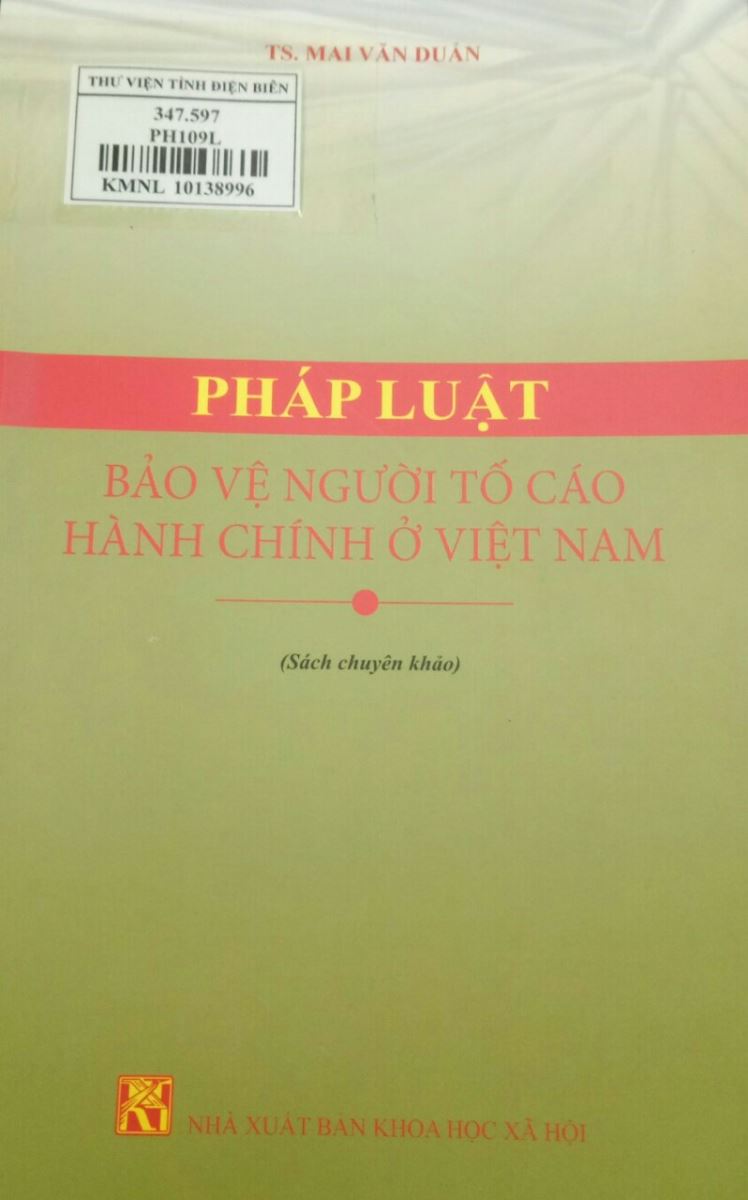 TS. MAI VĂN DUẨN
THƯ VIỆN TỈNH ĐIỆN BIÊN
347.597
PH109L
KMNL 10138996
PHÁP LUẬT
BẢO VỆ NGƯỜI TỐ CÁO
HÀNH CHÍNH Ở VIỆT NAM
(Sách chuyên khảo)
NHÀ XUẤT BẢN KHOA HỌC XÃ HỘI